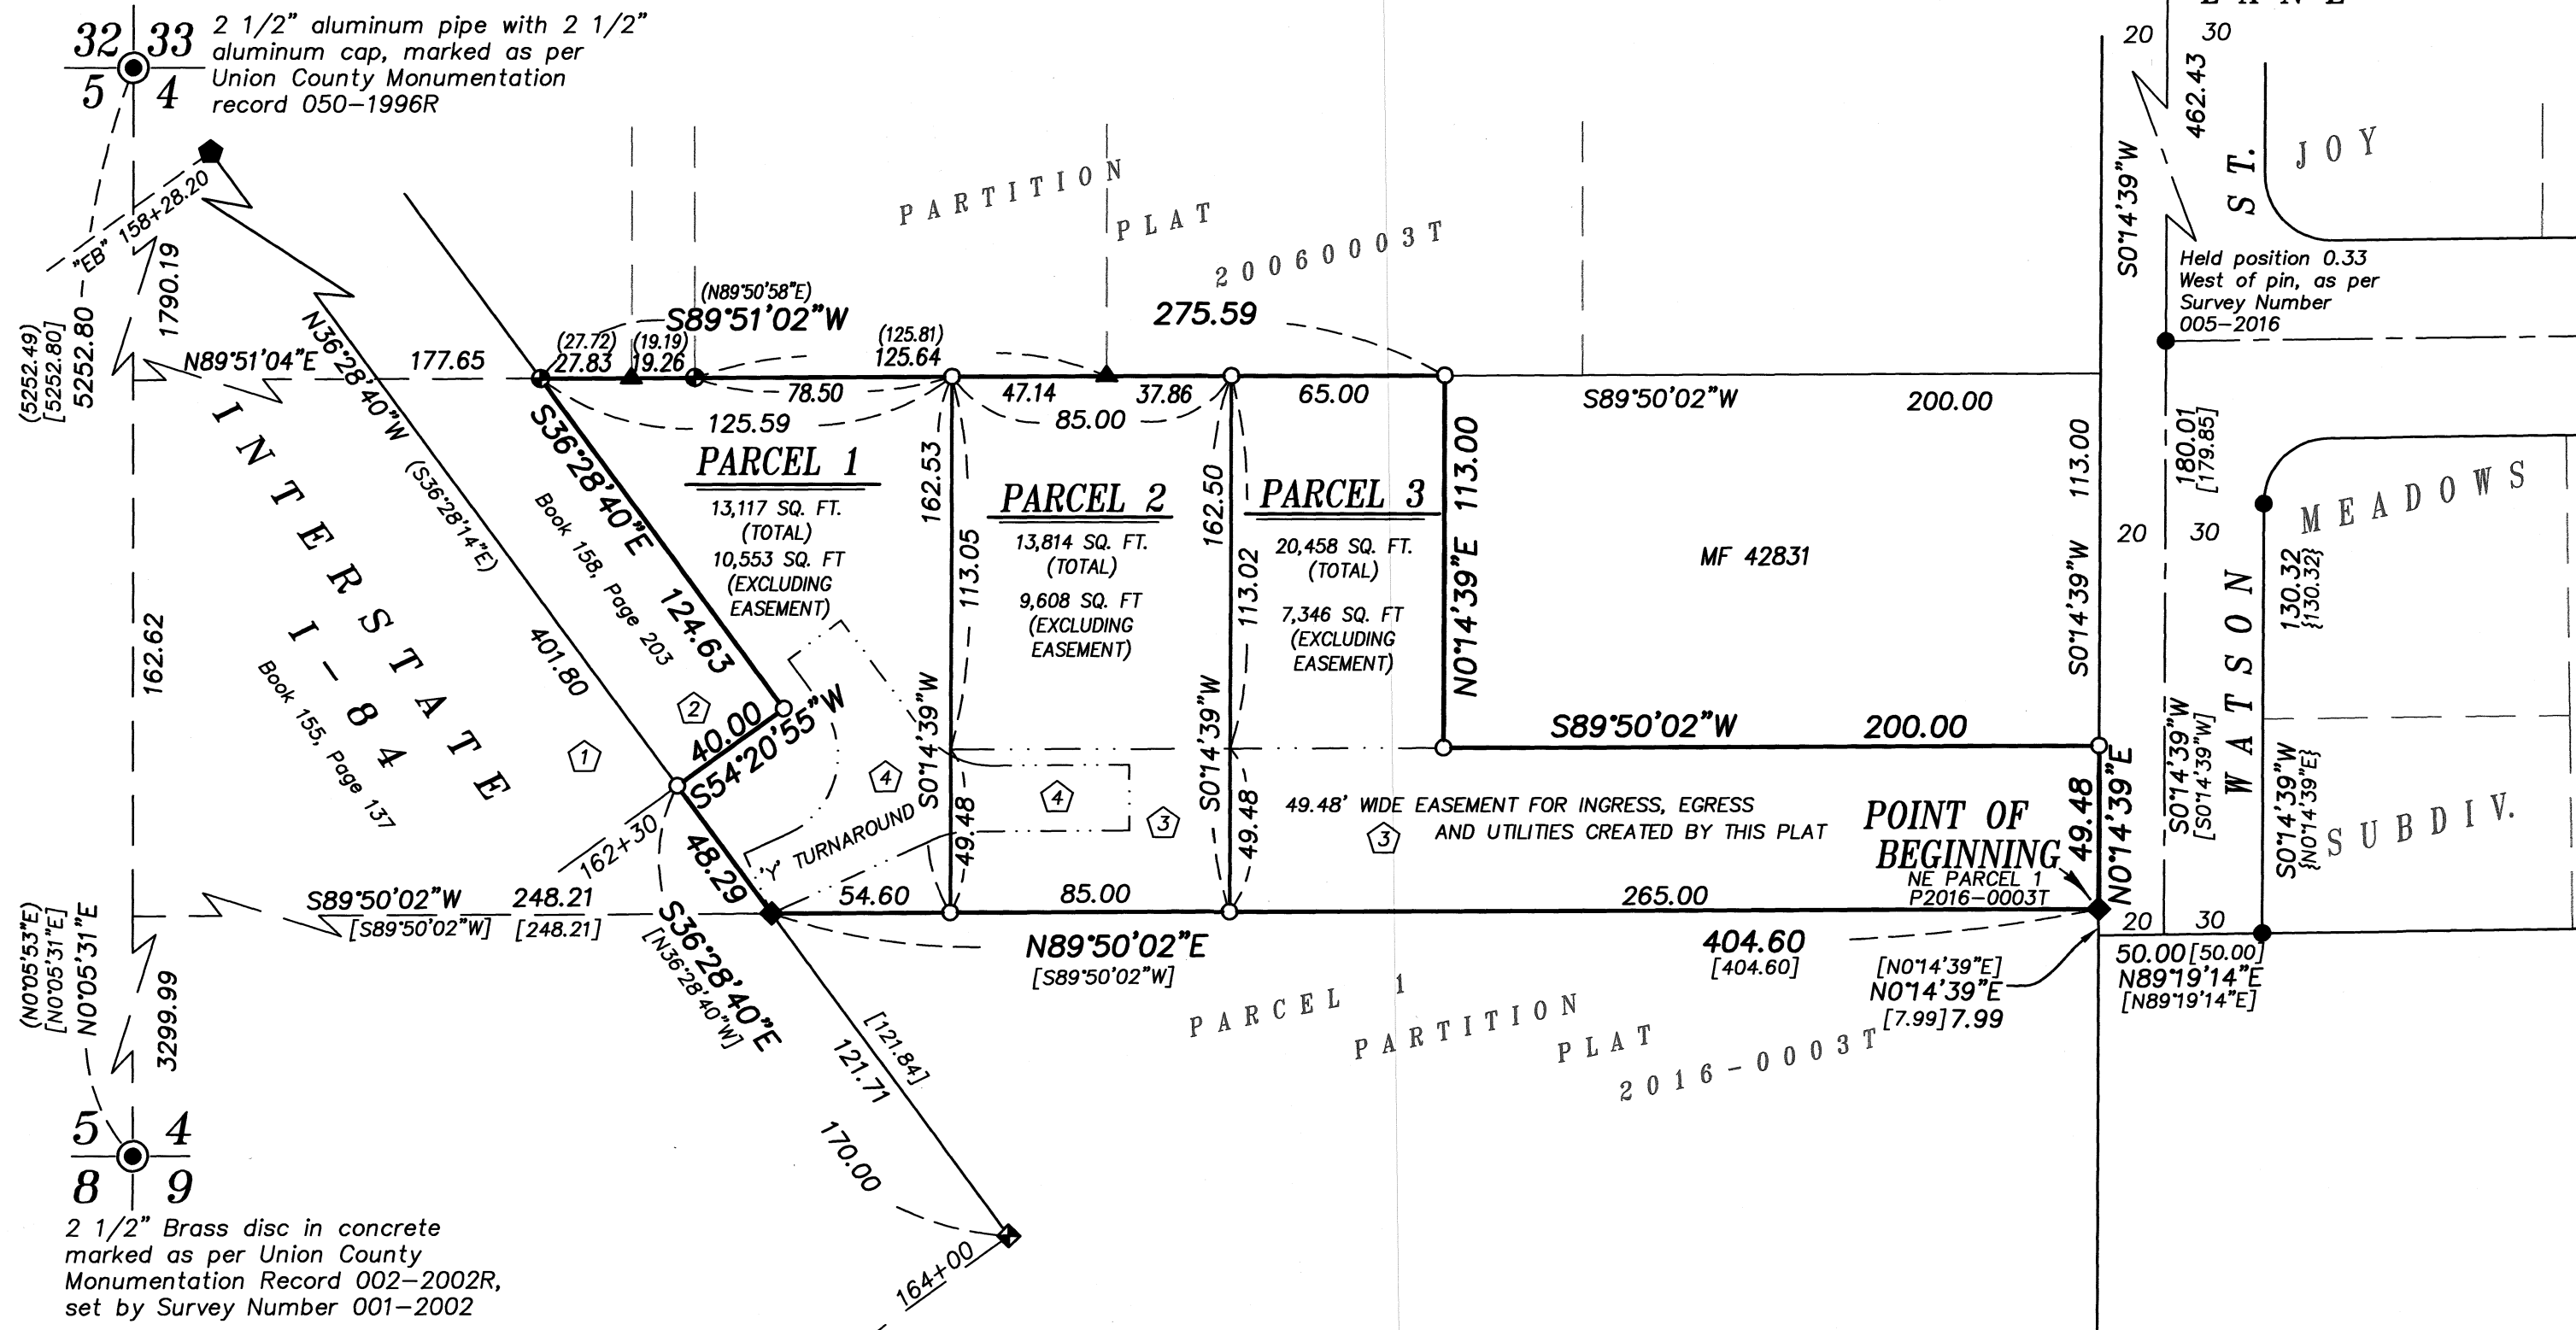 32 33
5 4
2 1/2" aluminum pipe with 2 1/2"
aluminum cap, marked as per
Union County Monumentation
record 050-1996R
"EB" 158+28.20
1790.19
(5252.49)
[5252.80]
5252.80
N89°51'04"E 177.65
N36°28'40"W
(S36°28'14"E)
401.80
INTERSTATE
I-84
Book 155, Page 137
162.62
PARTITION
PLAT
20060003T
(N89°50'58"E)
S89°51'02"W
275.59
(27.72)
27.83
(19.19)
19.26
(125.81)
125.64
78.50
47.14
37.86
65.00
125.59
85.00
S89°50'02"W 200.00
S36°28'40"E 124.63
Book 158, Page 203
PARCEL 1
13,117 SQ. FT.
(TOTAL)
10,553 SQ. FT
(EXCLUDING
EASEMENT)
162.53
113.05
S0°14'39"W
49.48
PARCEL 2
13,814 SQ. FT.
(TOTAL)
9,608 SQ. FT
(EXCLUDING
EASEMENT)
162.50
113.02
S0°14'39"W
49.48
PARCEL 3
20,458 SQ. FT.
(TOTAL)
7,346 SQ. FT
(EXCLUDING
EASEMENT)
N0°14'39"E 113.00
MF 42831
S0°14'39"W 113.00
S89°50'02"W 200.00
1
2
40.00
S54°20'55"W
4
4
3
3
'Y' TURNAROUND
162+30
48.29
S36°28'40"E
[N36°28'40"W]
49.48' WIDE EASEMENT FOR INGRESS, EGRESS
AND UTILITIES CREATED BY THIS PLAT
POINT OF
BEGINNING
NE PARCEL 1
P2016-0003T
49.48
N0°14'39"E
S89°50'02"W 248.21
[S89°50'02"W] [248.21]
54.60
85.00
265.00
N89°50'02"E
[S89°50'02"W]
404.60
[404.60]
[N0°14'39"E]
N0°14'39"E
[7.99]7.99
PARCEL 1
PARTITION
PLAT
2016-0003T
[121.84]
121.71
170.00
164+00
(N0°05'53"E)
[N0°05'31"E]
N0°05'31"E
3299.99
5 4
8 9
2 1/2" Brass disc in concrete
marked as per Union County
Monumentation Record 002-2002R,
set by Survey Number 001-2002
LANE
20 30
462.43
S0°14'39"W
WATSON ST.
JOY
MEADOWS
SUBDIV.
Held position 0.33
West of pin, as per
Survey Number
005-2016
180.01
[179.85]
20 30
130.32
{130.32}
S0°14'39"W
[S0°14'39"W]
S0°14'39"W
{N0°14'39"E}
20 30
50.00[50.00]
N89°19'14"E
[N89°19'14"E]